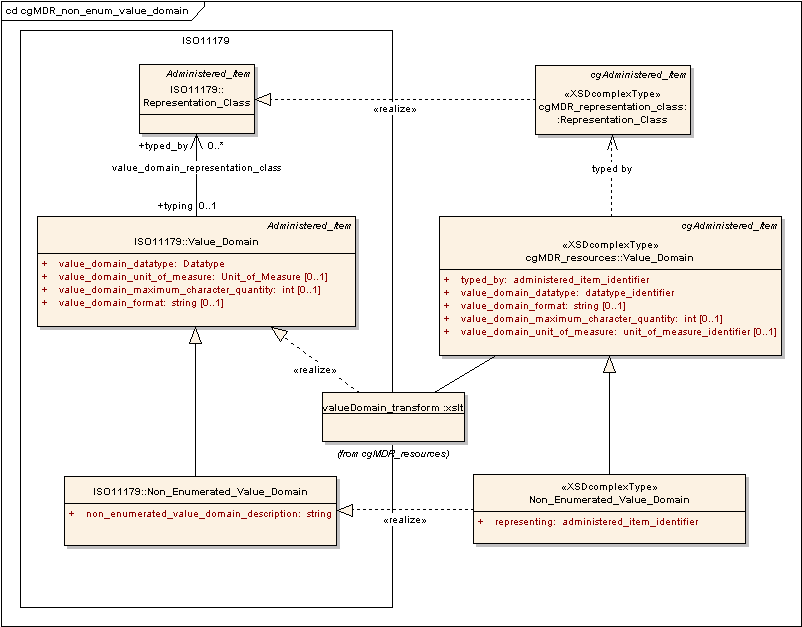 cd cgMDR_non_enum_value_domain
ISO11179
Administered_Item
ISO11179::
Representation_Class
cgAdministered_Item
«XSDcomplexType»
cgMDR_representation_class:
:Representation_Class
«realize»
+typed_by 0..*
value_domain_representation_class
+typing 0..1
typed by
Administered_Item
ISO11179::Value_Domain
+ value_domain_datatype: Datatype
+ value_domain_unit_of_measure: Unit_of_Measure [0..1]
+ value_domain_maximum_character_quantity: int [0..1]
+ value_domain_format: string [0..1]
cgAdministered_Item
«XSDcomplexType»
cgMDR_resources::Value_Domain
+ typed_by: administered_item_identifier
+ value_domain_datatype: datatype_identifier
+ value_domain_format: string [0..1]
+ value_domain_maximum_character_quantity: int [0..1]
+ value_domain_unit_of_measure: unit_of_measure_identifier [0..1]
«realize»
valueDomain_transform :xslt
(from cgMDR_resources)
ISO11179::Non_Enumerated_Value_Domain
+ non_enumerated_value_domain_description: string
«realize»
«XSDcomplexType»
Non_Enumerated_Value_Domain
+ representing: administered_item_identifier